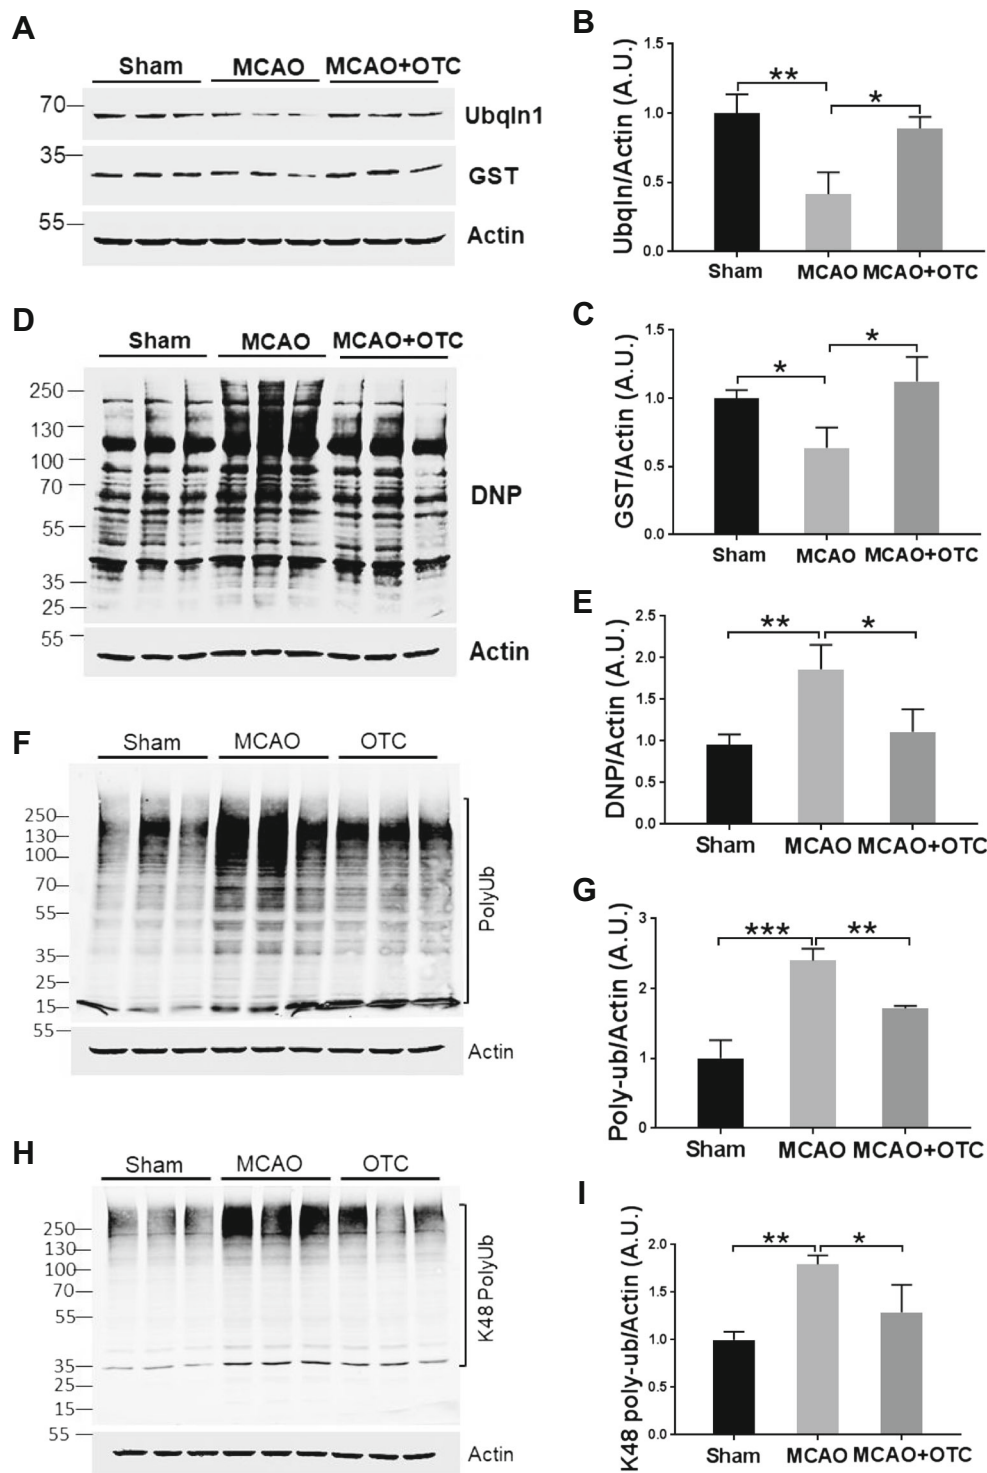 A
Sham MCAO MCAO+OTC
70
Ubqln1
35
GST
55
Actin
B
Ubqln/Actin (A.U.)
1.5
1.0
0.5
0.0
** *
Sham MCAO MCAO+OTC
C
GST/Actin (A.U.)
1.5
1.0
0.5
0.0
* *
Sham MCAO MCAO+OTC
D
Sham MCAO MCAO+OTC
250
130
100
70
DNP
55
35
25
55
Actin
E
DNP/Actin (A.U.)
2.5
2.0
1.5
1.0
0.5
0.0
** *
Sham MCAO MCAO+OTC
F
Sham MCAO OTC
250
130
100
70
55
35
25
15
PolyUb
55
Actin
G
Poly-ub/Actin (A.U.)
3
2
1
0
*** **
Sham MCAO MCAO+OTC
H
Sham MCAO OTC
250
130
100
70
55
35
25
15
K48 PolyUb
55
Actin
I
K48 poly-ub/Actin (A.U.)
2.0
1.5
1.0
0.5
0.0
** *
Sham MCAO MCAO+OTC